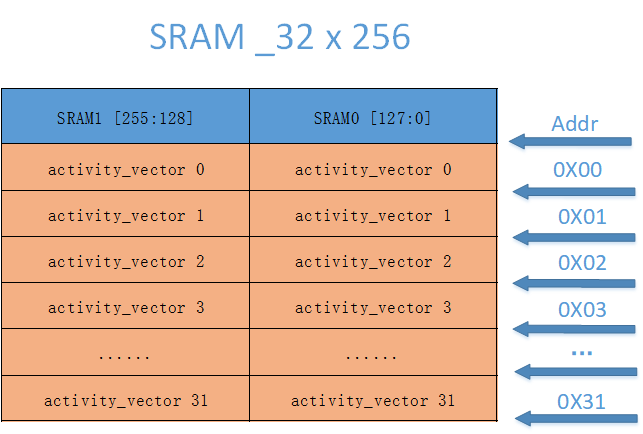 SRAM _32 x 256
SRAM1 [255:128] SRAM0 [127:0] Addr
activity_vector 0 activity_vector 0 0X00
activity_vector 1 activity_vector 1 0X01
activity_vector 2 activity_vector 2 0X02
activity_vector 3 activity_vector 3 0X03
...... ...... ...
activity_vector 31 activity_vector 31 0X31